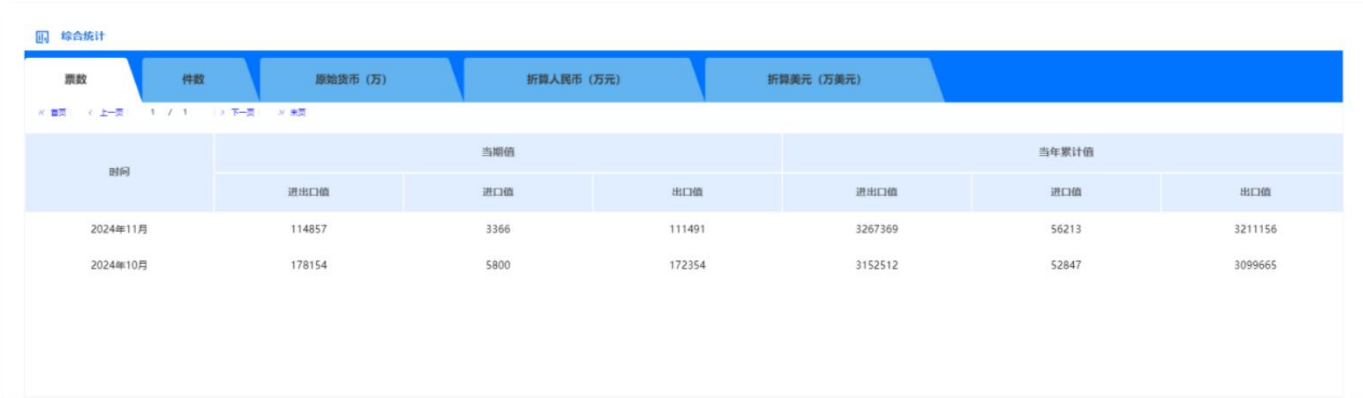 综合统计
票数 件数 原始货币（万） 折算人民币（万元） 折算美元（万美元）
首页 上一页 1 / 1 下一页 末页
时间 当期值 当年累计值
进出口值 进口值 出口值 进出口值 进口值 出口值
2024年11月 114857 3366 111491 3267369 56213 3211156
2024年10月 178154 5800 172354 3152512 52847 3099665